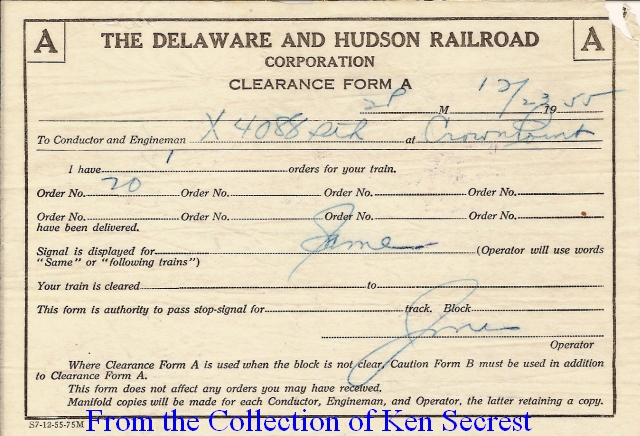 A THE DELAWARE AND HUDSON RAILROAD A
CORPORATION
CLEARANCE FORM A
2P M 12/23 1955
To Conductor and Engineman X 4086 at Crown Point
I have 1 orders for your train.
Order No. 20 Order No. Order No. Order No.
Order No. Order No. Order No. Order No.
have been delivered.
Signal is displayed for Same (Operator will use words
"Same" or "following trains")
Your train is cleared to
This form is authority to pass stop-signal for track. Block
Operator
Where Clearance Form A is used when the block is not clear, Caution Form B must be used in addition
to Clearance Form A.
This form does not affect any orders you may have received.
Manifold copies will be made for each Conductor, Engineman, and Operator, the latter retaining a copy.
S7-12-55-75M
From the Collection of Ken Secrest